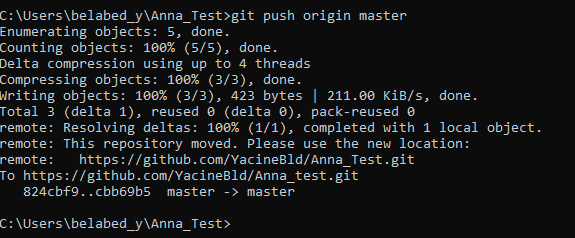 C:\Users\belabed_y\Anna_Test>git push origin master
Enumerating objects: 5, done.
Counting objects: 100% (5/5), done.
Delta compression using up to 4 threads
Compressing objects: 100% (3/3), done.
Writing objects: 100% (3/3), 423 bytes | 211.00 KiB/s, done.
Total 3 (delta 1), reused 0 (delta 0), pack-reused 0
remote: Resolving deltas: 100% (1/1), completed with 1 local object.
remote: This repository moved. Please use the new location:
remote:   https://github.com/YacineBld/Anna_Test.git
To https://github.com/YacineBld/Anna_test.git
   824cbf9..cbb69b5  master -> master
C:\Users\belabed_y\Anna_Test>